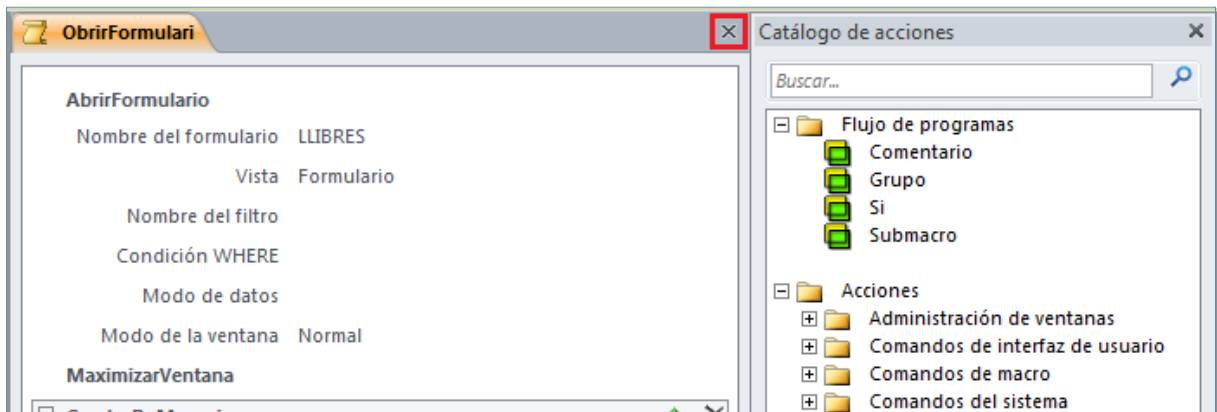 ObrirFormulari
AbrirFormulario
Nombre del formulario LLIBRES
Vista Formulario
Nombre del filtro
Condición WHERE
Modo de datos
Modo de la ventana Normal
MaximizarVentana
Catálogo de acciones
Buscar...
Flujo de programas
Comentario
Grupo
Si
Submacro
Acciones
Administración de ventanas
Comandos de interfaz de usuario
Comandos de macro
Comandos del sistema